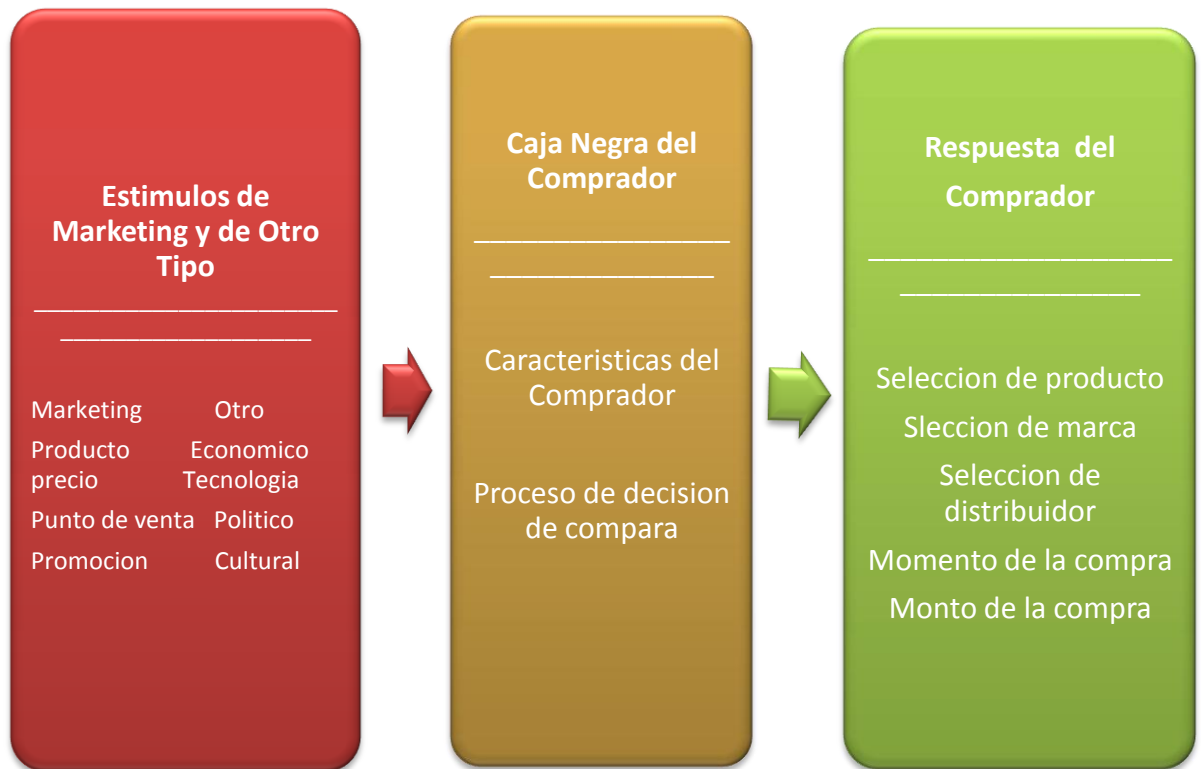 Estimulos de
Marketing y de Otro
Tipo
Marketing Otro
Producto Economico
precio Tecnologia
Punto de venta Politico
Promocion Cultural
Caja Negra del
Comprador
Caracteristicas del
Comprador
Proceso de decision
de compara
Respuesta del
Comprador
Seleccion de producto
Sleccion de marca
Seleccion de
distribuidor
Momento de la compra
Monto de la compra